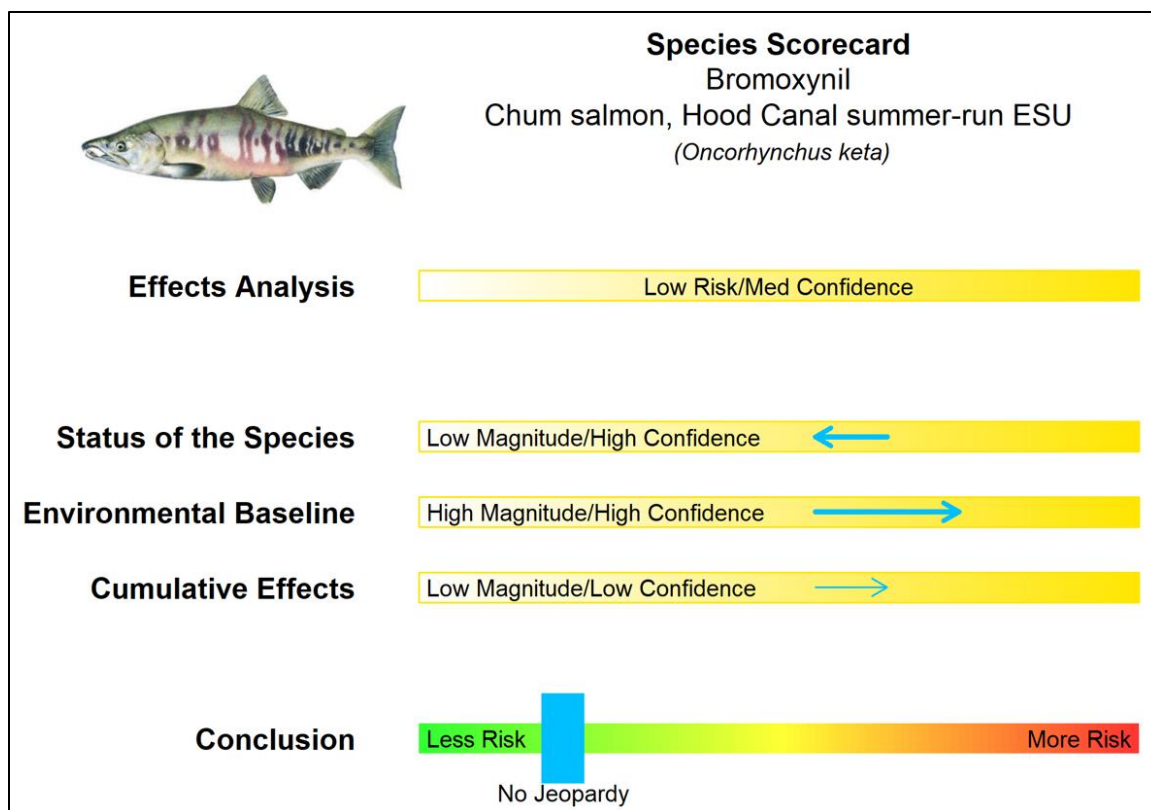 Species Scorecard
Bromoxynil
Chum salmon, Hood Canal summer-run ESU
(Oncorhynchus keta)
Effects Analysis
Low Risk/Med Confidence
Status of the Species
Low Magnitude/High Confidence
Environmental Baseline
High Magnitude/High Confidence
Cumulative Effects
Low Magnitude/Low Confidence
Conclusion
Less Risk
More Risk
No Jeopardy